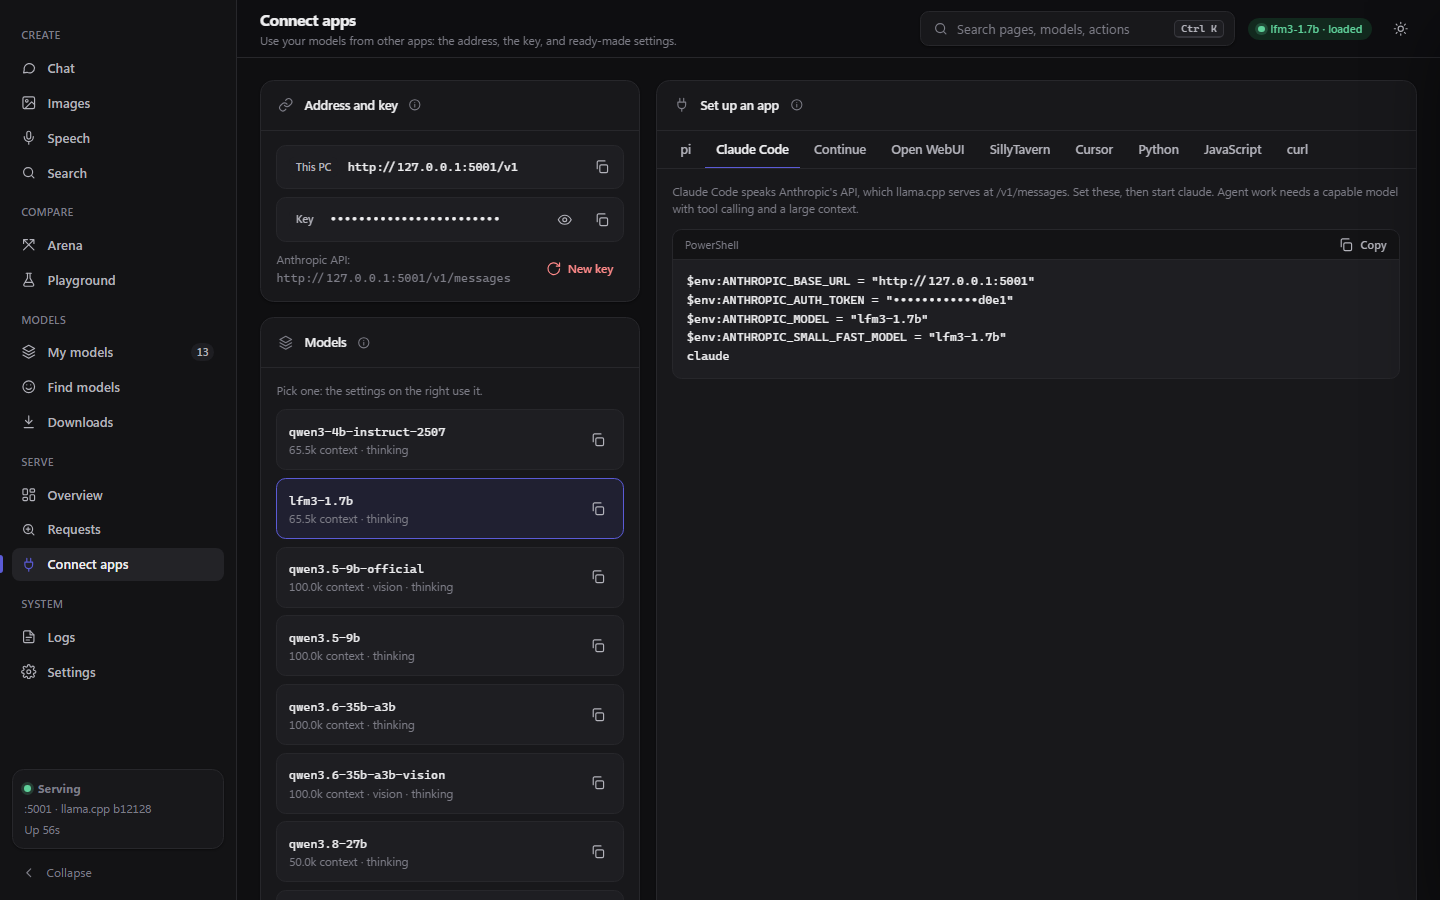 CREATE
Chat
Images
Speech
Search
COMPARE
Arena
Playground
MODELS
My models 13
Find models
Downloads
SERVE
Overview
Requests
Connect apps
SYSTEM
Logs
Settings
Serving
:5001 · llama.cpp b12128
Up 56s
Collapse
Connect apps
Use your models from other apps: the address, the key, and ready-made settings.
Search pages, models, actions Ctrl K
lfm3-1.7b · loaded
Address and key
This PC http://127.0.0.1:5001/v1
Key ••••••••••••••••••••••••
Anthropic API:
http://127.0.0.1:5001/v1/messages
New key
Models
Pick one: the settings on the right use it.
qwen3-4b-instruct-2507
65.5k context · thinking
lfm3-1.7b
65.5k context · thinking
qwen3.5-9b-official
100.0k context · vision · thinking
qwen3.5-9b
100.0k context · thinking
qwen3.6-35b-a3b
100.0k context · thinking
qwen3.6-35b-a3b-vision
100.0k context · vision · thinking
qwen3.8-27b
50.0k context · thinking
Set up an app
pi Claude Code Continue Open WebUI SillyTavern Cursor Python JavaScript curl
Claude Code speaks Anthropic's API, which llama.cpp serves at /v1/messages. Set these, then start claude. Agent work needs a capable model
with tool calling and a large context.
PowerShell Copy
$env:ANTHROPIC_BASE_URL = "http://127.0.0.1:5001"
$env:ANTHROPIC_AUTH_TOKEN = "••••••••••••d0e1"
$env:ANTHROPIC_MODEL = "lfm3-1.7b"
$env:ANTHROPIC_SMALL_FAST_MODEL = "lfm3-1.7b"
claude